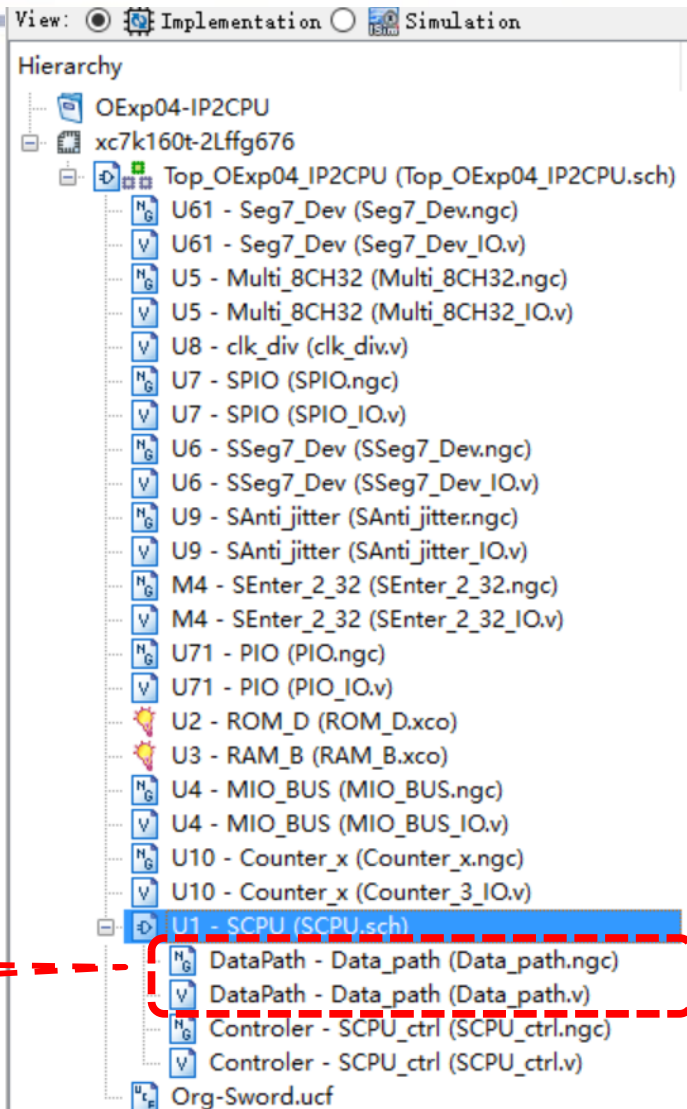 View: Implementation Simulation
Hierarchy
OExp04-IP2CPU
xc7k160t-2Lffg676
Top_OExp04_IP2CPU (Top_OExp04_IP2CPU.sch)
U61 - Seg7_Dev (Seg7_Dev.ngc)
U61 - Seg7_Dev (Seg7_Dev_IO.v)
U5 - Multi_8CH32 (Multi_8CH32.ngc)
U5 - Multi_8CH32 (Multi_8CH32_IO.v)
U8 - clk_div (clk_div.v)
U7 - SPIO (SPIO.ngc)
U7 - SPIO (SPIO_IO.v)
U6 - SSeg7_Dev (SSeg7_Dev.ngc)
U6 - SSeg7_Dev (SSeg7_Dev_IO.v)
U9 - SAnti_jitter (SAnti_jitter.ngc)
U9 - SAnti_jitter (SAnti_jitter_IO.v)
M4 - SEnter_2_32 (SEnter_2_32.ngc)
M4 - SEnter_2_32 (SEnter_2_32_IO.v)
U71 - PIO (PIO.ngc)
U71 - PIO (PIO_IO.v)
U2 - ROM_D (ROM_D.xco)
U3 - RAM_B (RAM_B.xco)
U4 - MIO_BUS (MIO_BUS.ngc)
U4 - MIO_BUS (MIO_BUS_IO.v)
U10 - Counter_x (Counter_x.ngc)
U10 - Counter_x (Counter_3_IO.v)
U1 - SCPU (SCPU.sch)
DataPath - Data_path (Data_path.ngc)
DataPath - Data_path (Data_path.v)
Controler - SCPU_ctrl (SCPU_ctrl.ngc)
Controler - SCPU_ctrl (SCPU_ctrl.v)
Org-Sword.ucf